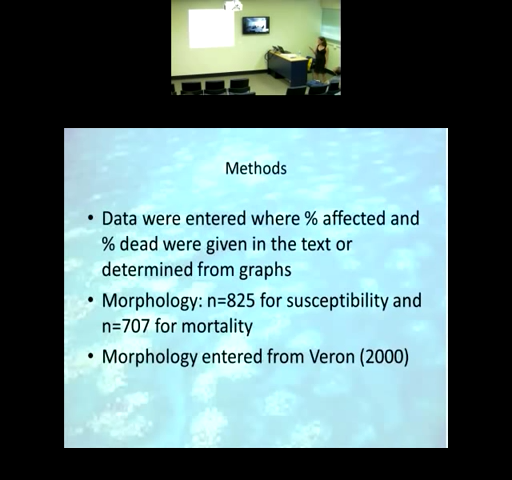 Methods
• Data were entered where % affected and
% dead were given in the text or
determined from graphs
• Morphology: n=825 for susceptibility and
n=707 for mortality
• Morphology entered from Veron (2000)